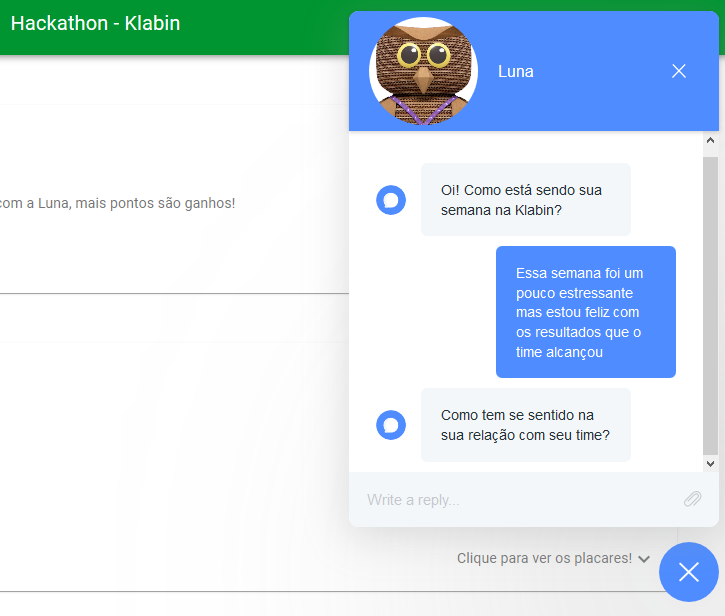 Hackathon - Klabin
Luna
com a Luna, mais pontos são ganhos!
Oi! Como está sendo sua
semana na Klabin?
Essa semana foi um
pouco estressante
mas estou feliz com
os resultados que o
time alcançou
Como tem se sentido na
sua relação com seu time?
Write a reply...
Clique para ver os placares!